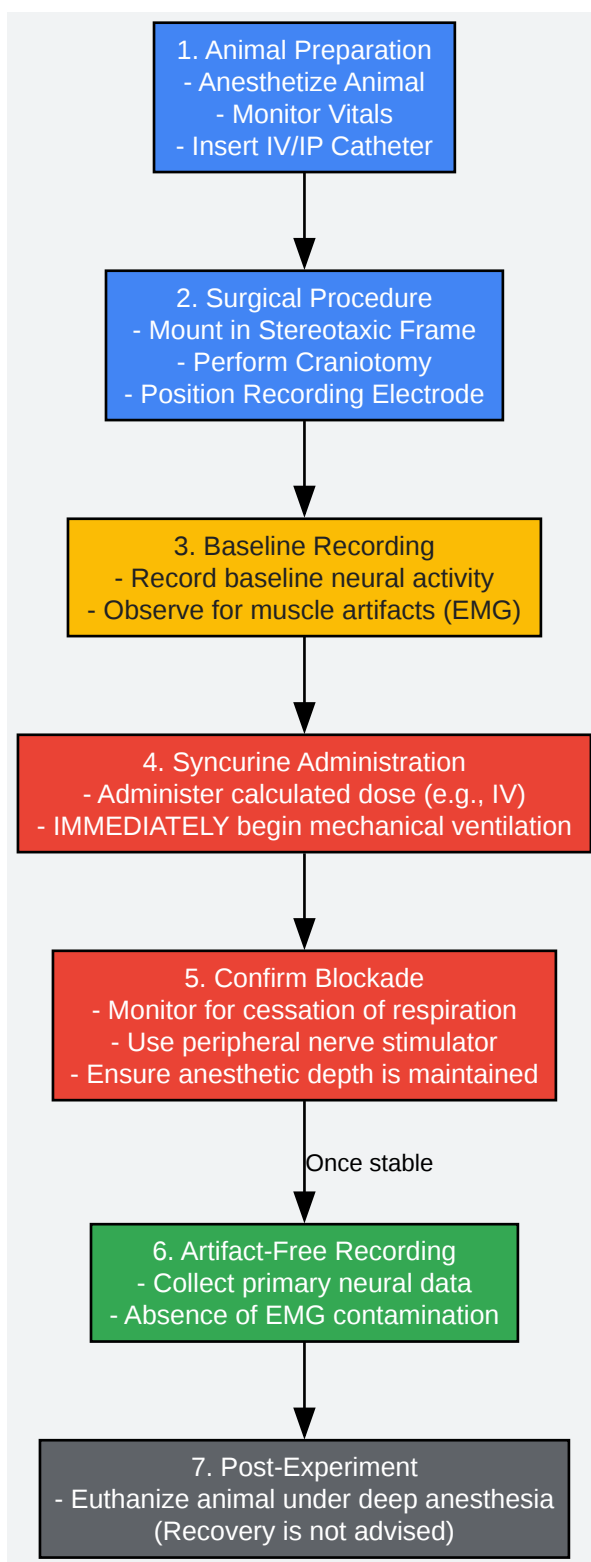 1. Animal Preparation
- Anesthetize Animal
- Monitor Vitals
- Insert IV/IP Catheter
2. Surgical Procedure
- Mount in Stereotaxic Frame
- Perform Craniotomy
- Position Recording Electrode
3. Baseline Recording
- Record baseline neural activity
- Observe for muscle artifacts (EMG)
4. Syncurine Administration
- Administer calculated dose (e.g., IV)
- IMMEDIATELY begin mechanical ventilation
5. Confirm Blockade
- Monitor for cessation of respiration
- Use peripheral nerve stimulator
- Ensure anesthetic depth is maintained
Once stable
6. Artifact-Free Recording
- Collect primary neural data
- Absence of EMG contamination
7. Post-Experiment
- Euthanize animal under deep anesthesia
(Recovery is not advised)